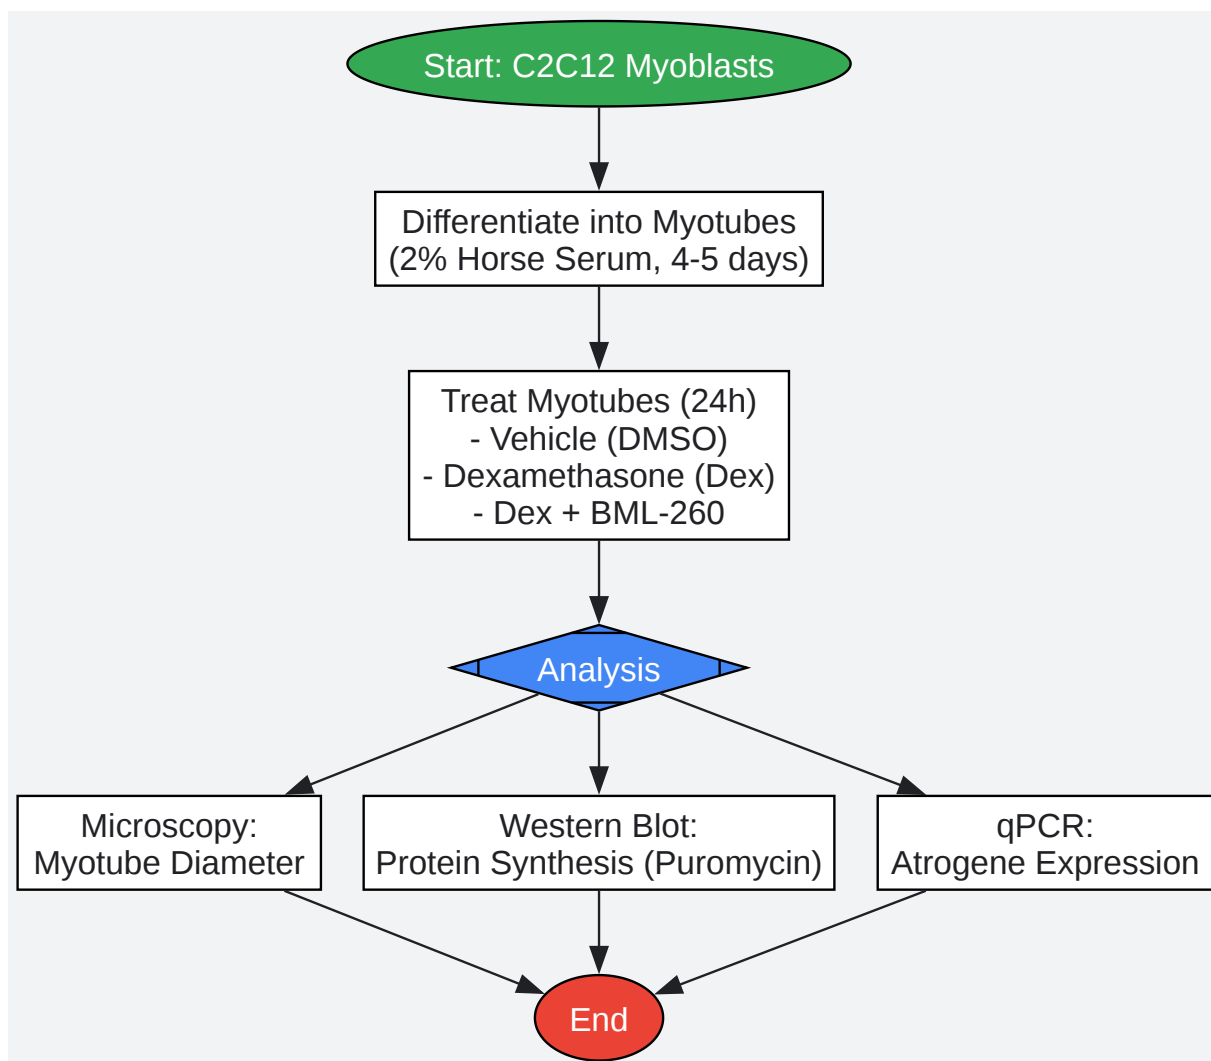 Start: C2C12 Myoblasts
Differentiate into Myotubes
(2% Horse Serum, 4-5 days)
Treat Myotubes (24h)
- Vehicle (DMSO)
- Dexamethasone (Dex)
- Dex + BML-260
Analysis
Microscopy:
Myotube Diameter
Western Blot:
Protein Synthesis (Puromycin)
qPCR:
Atrogene Expression
End